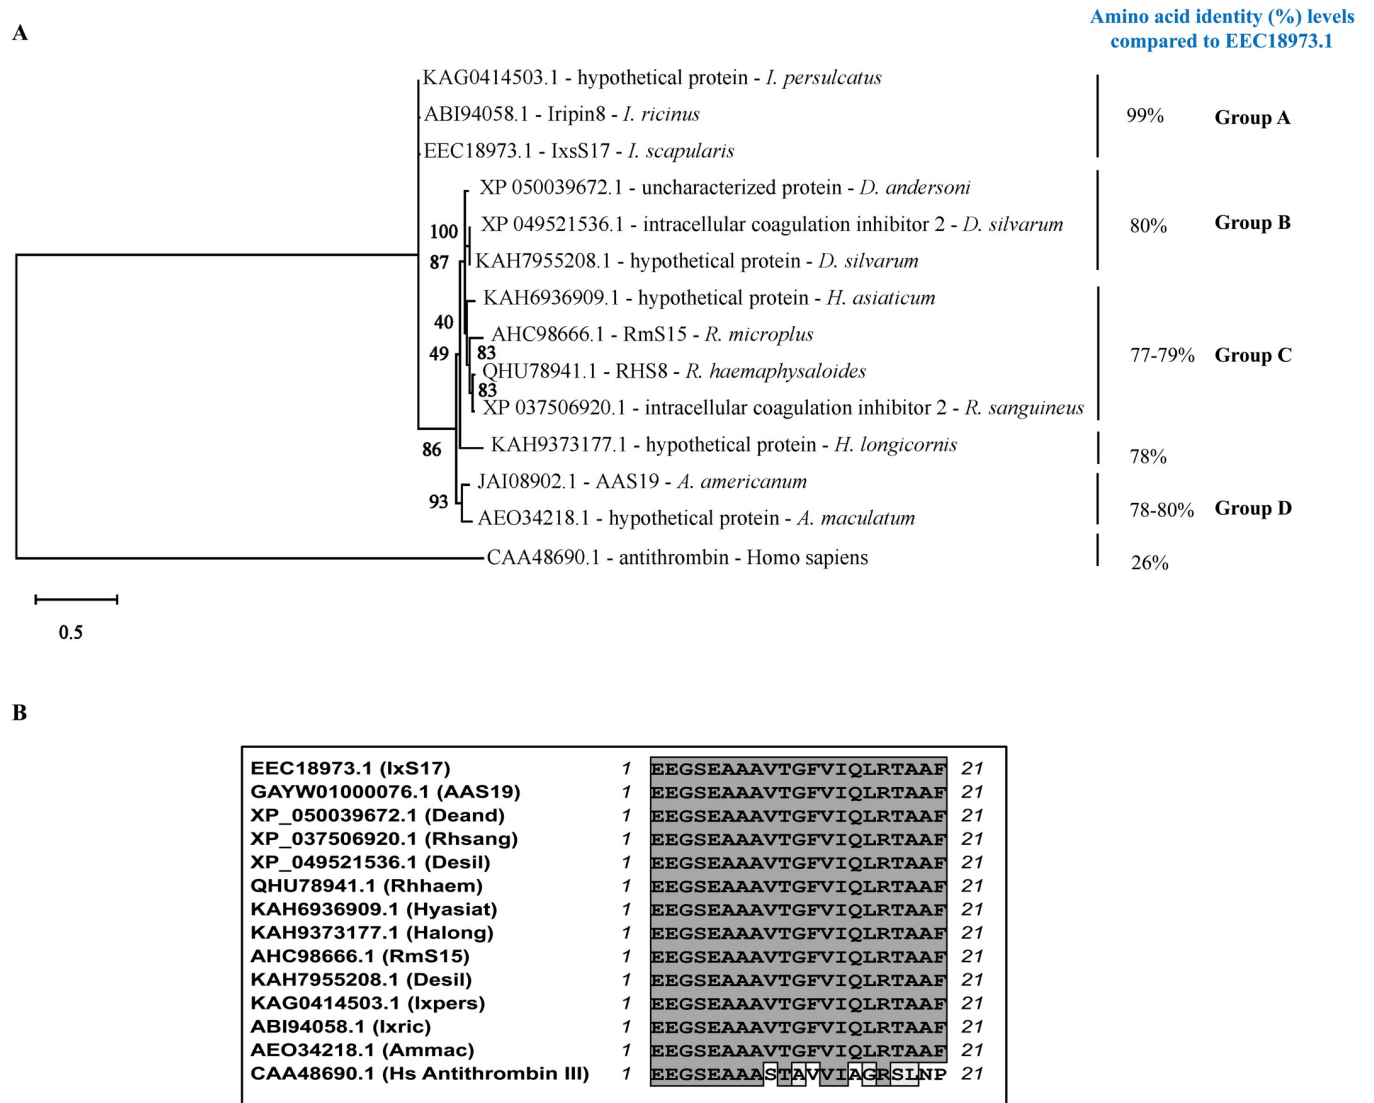 A
Amino acid identity (%) levels
compared to EEC18973.1
KAG0414503.1 - hypothetical protein - I. persulcatus
ABI94058.1 - Iripin8 - I. ricinus
99% Group A
EEC18973.1 - IxsS17 - I. scapularis
XP 050039672.1 - uncharacterized protein - D. andersoni
100 XP 049521536.1 - intracellular coagulation inhibitor 2 - D. silvarum
80% Group B
87 KAH7955208.1 - hypothetical protein - D. silvarum
KAH6936909.1 - hypothetical protein - H. asiaticum
40
AHC98666.1 - RmS15 - R. microplus
49 83
77-79% Group C
QHU78941.1 - RHS8 - R. haemaphysaloides
83
XP 037506920.1 - intracellular coagulation inhibitor 2 - R. sanguineus
86 KAH9373177.1 - hypothetical protein - H. longicornis
78%
JAI08902.1 - AAS19 - A. americanum
93
78-80% Group D
AEO34218.1 - hypothetical protein - A. maculatum
CAA48690.1 - antithrombin - Homo sapiens
26%
0.5
B
EEC18973.1 (IxS17) 1 EEGSEAAAVTGFVIQLRTAAF 21
GAYW01000076.1 (AAS19) 1 EEGSEAAAVTGFVIQLRTAAF 21
XP_050039672.1 (Deand) 1 EEGSEAAAVTGFVIQLRTAAF 21
XP_037506920.1 (Rhsang) 1 EEGSEAAAVTGFVIQLRTAAF 21
XP_049521536.1 (Desil) 1 EEGSEAAAVTGFVIQLRTAAF 21
QHU78941.1 (Rhhaem) 1 EEGSEAAAVTGFVIQLRTAAF 21
KAH6936909.1 (Hyasiat) 1 EEGSEAAAVTGFVIQLRTAAF 21
KAH9373177.1 (Halong) 1 EEGSEAAAVTGFVIQLRTAAF 21
AHC98666.1 (RmS15) 1 EEGSEAAAVTGFVIQLRTAAF 21
KAH7955208.1 (Desil) 1 EEGSEAAAVTGFVIQLRTAAF 21
KAG0414503.1 (Ixpers) 1 EEGSEAAAVTGFVIQLRTAAF 21
ABI94058.1 (Ixric) 1 EEGSEAAAVTGFVIQLRTAAF 21
AEO34218.1 (Ammac) 1 EEGSEAAAVTGFVIQLRTAAF 21
CAA48690.1 (Hs Antithrombin III) 1 EEGSEAAASTAVVIAGRSLNP 21